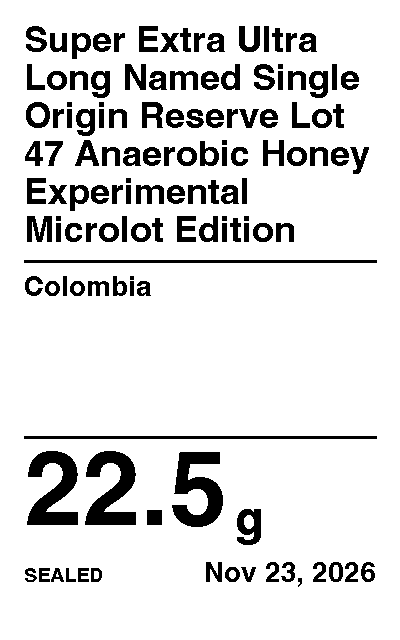 Super Extra Ultra
Long Named Single
Origin Reserve Lot
47 Anaerobic Honey
Experimental
Microlot Edition
Colombia
22.5 g
SEALED Nov 23, 2026